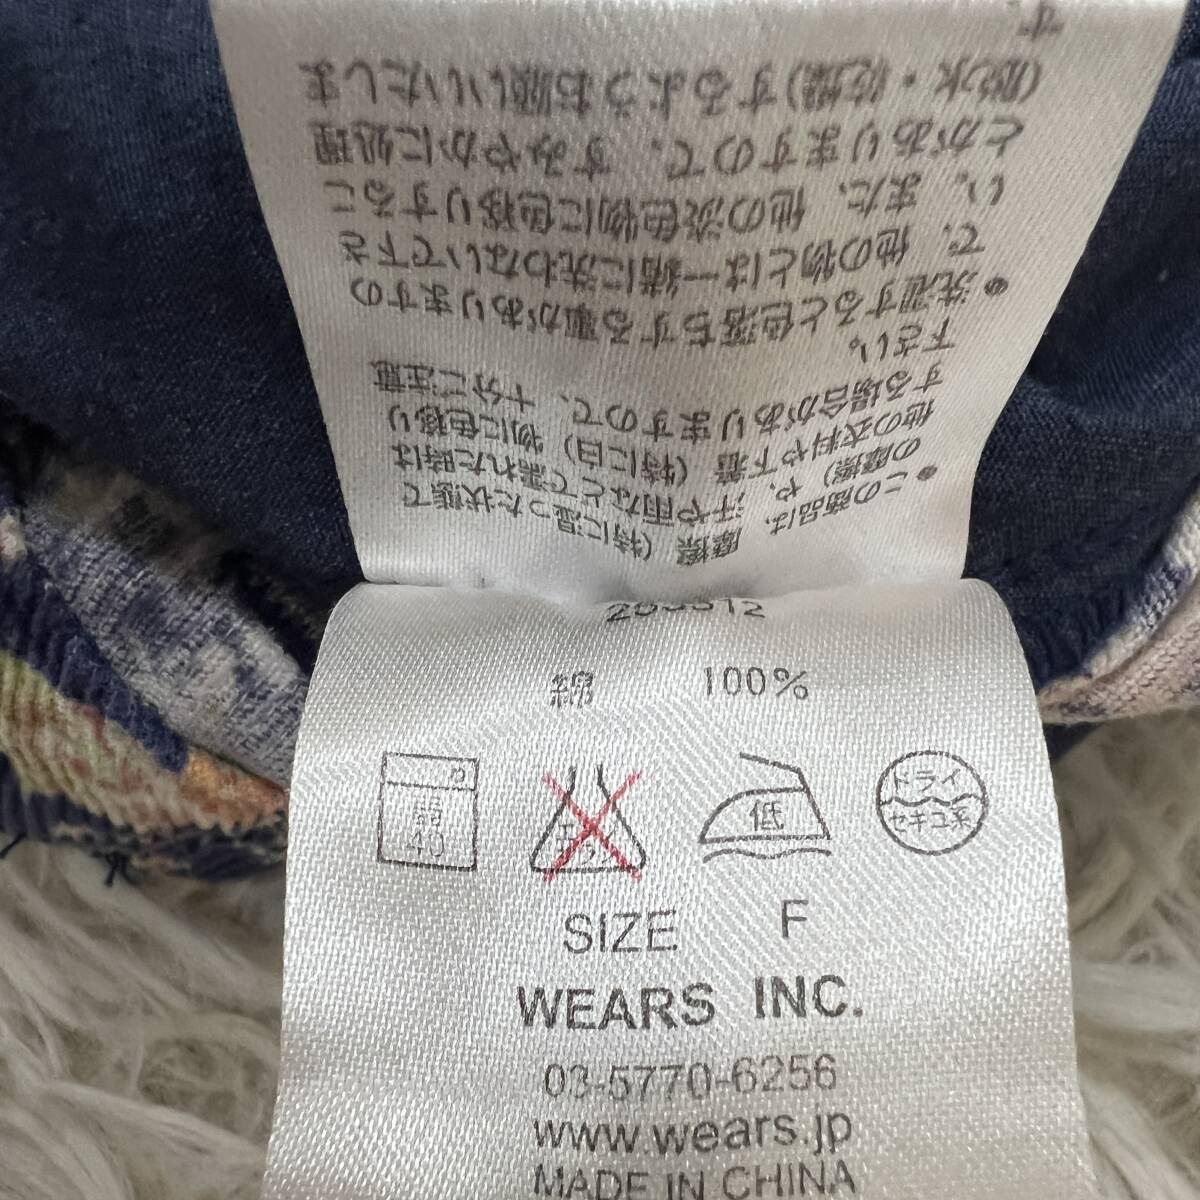 ・この商品は、摩擦（特に湿った状態で
の摩擦）や、汗や雨などで濡れた時は
他の衣料や下着（特に白）物に色移り
する場合がありますので、十分ご注意
下さい。
・洗濯すると色落ちする事がありますの
で、他の物とは一緒に洗わないで下さ
い。また、他の淡色物に色移りするこ
とがありますので、すみやかに処理
(脱水・乾燥)するようお願いいたしま
す。
綿 100%
弱
40
低
ドライ
セキユ系
SIZE F
WEARS INC.
03-5770-6256
www.wears.jp
MADE IN CHINA